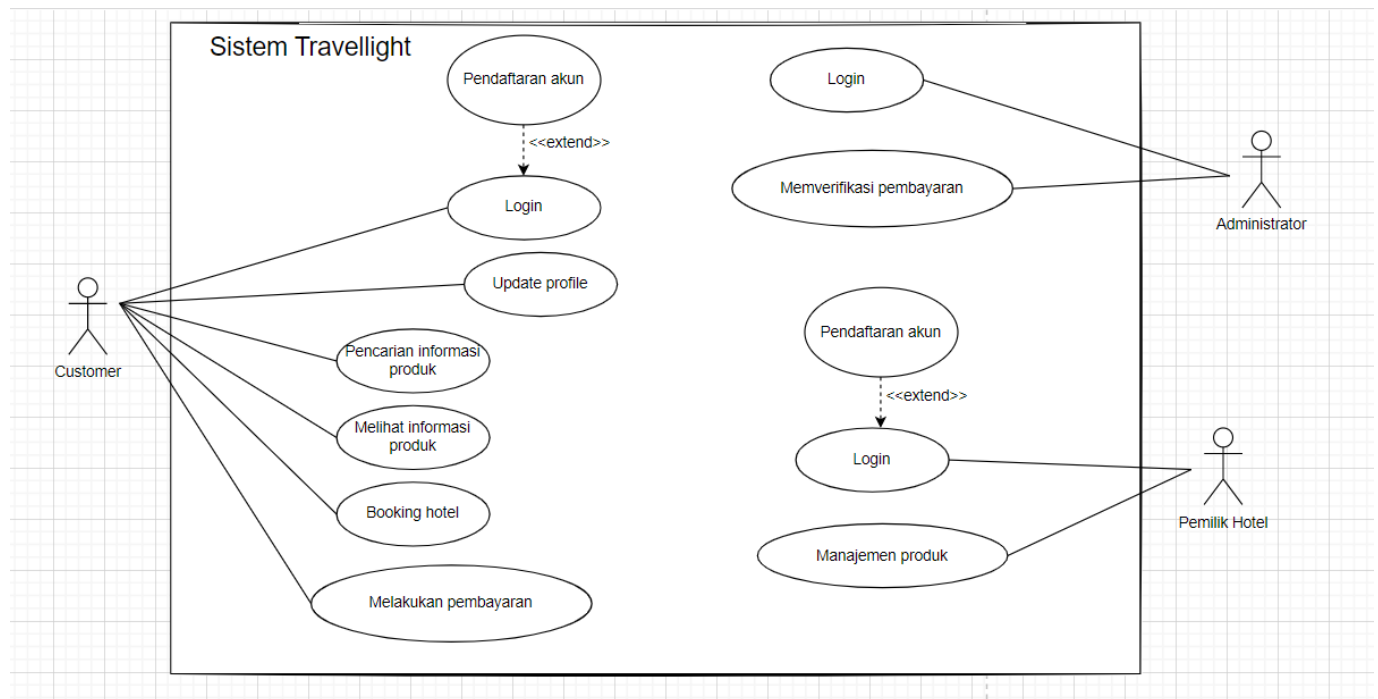 Sistem Travellight
Pendaftaran akun
<<extend>>
Login
Update profile
Pencarian informasi
produk
Melihat informasi
produk
Booking hotel
Melakukan pembayaran
Customer
Login
Memverifikasi pembayaran
Administrator
Pendaftaran akun
<<extend>>
Login
Manajemen produk
Pemilik Hotel